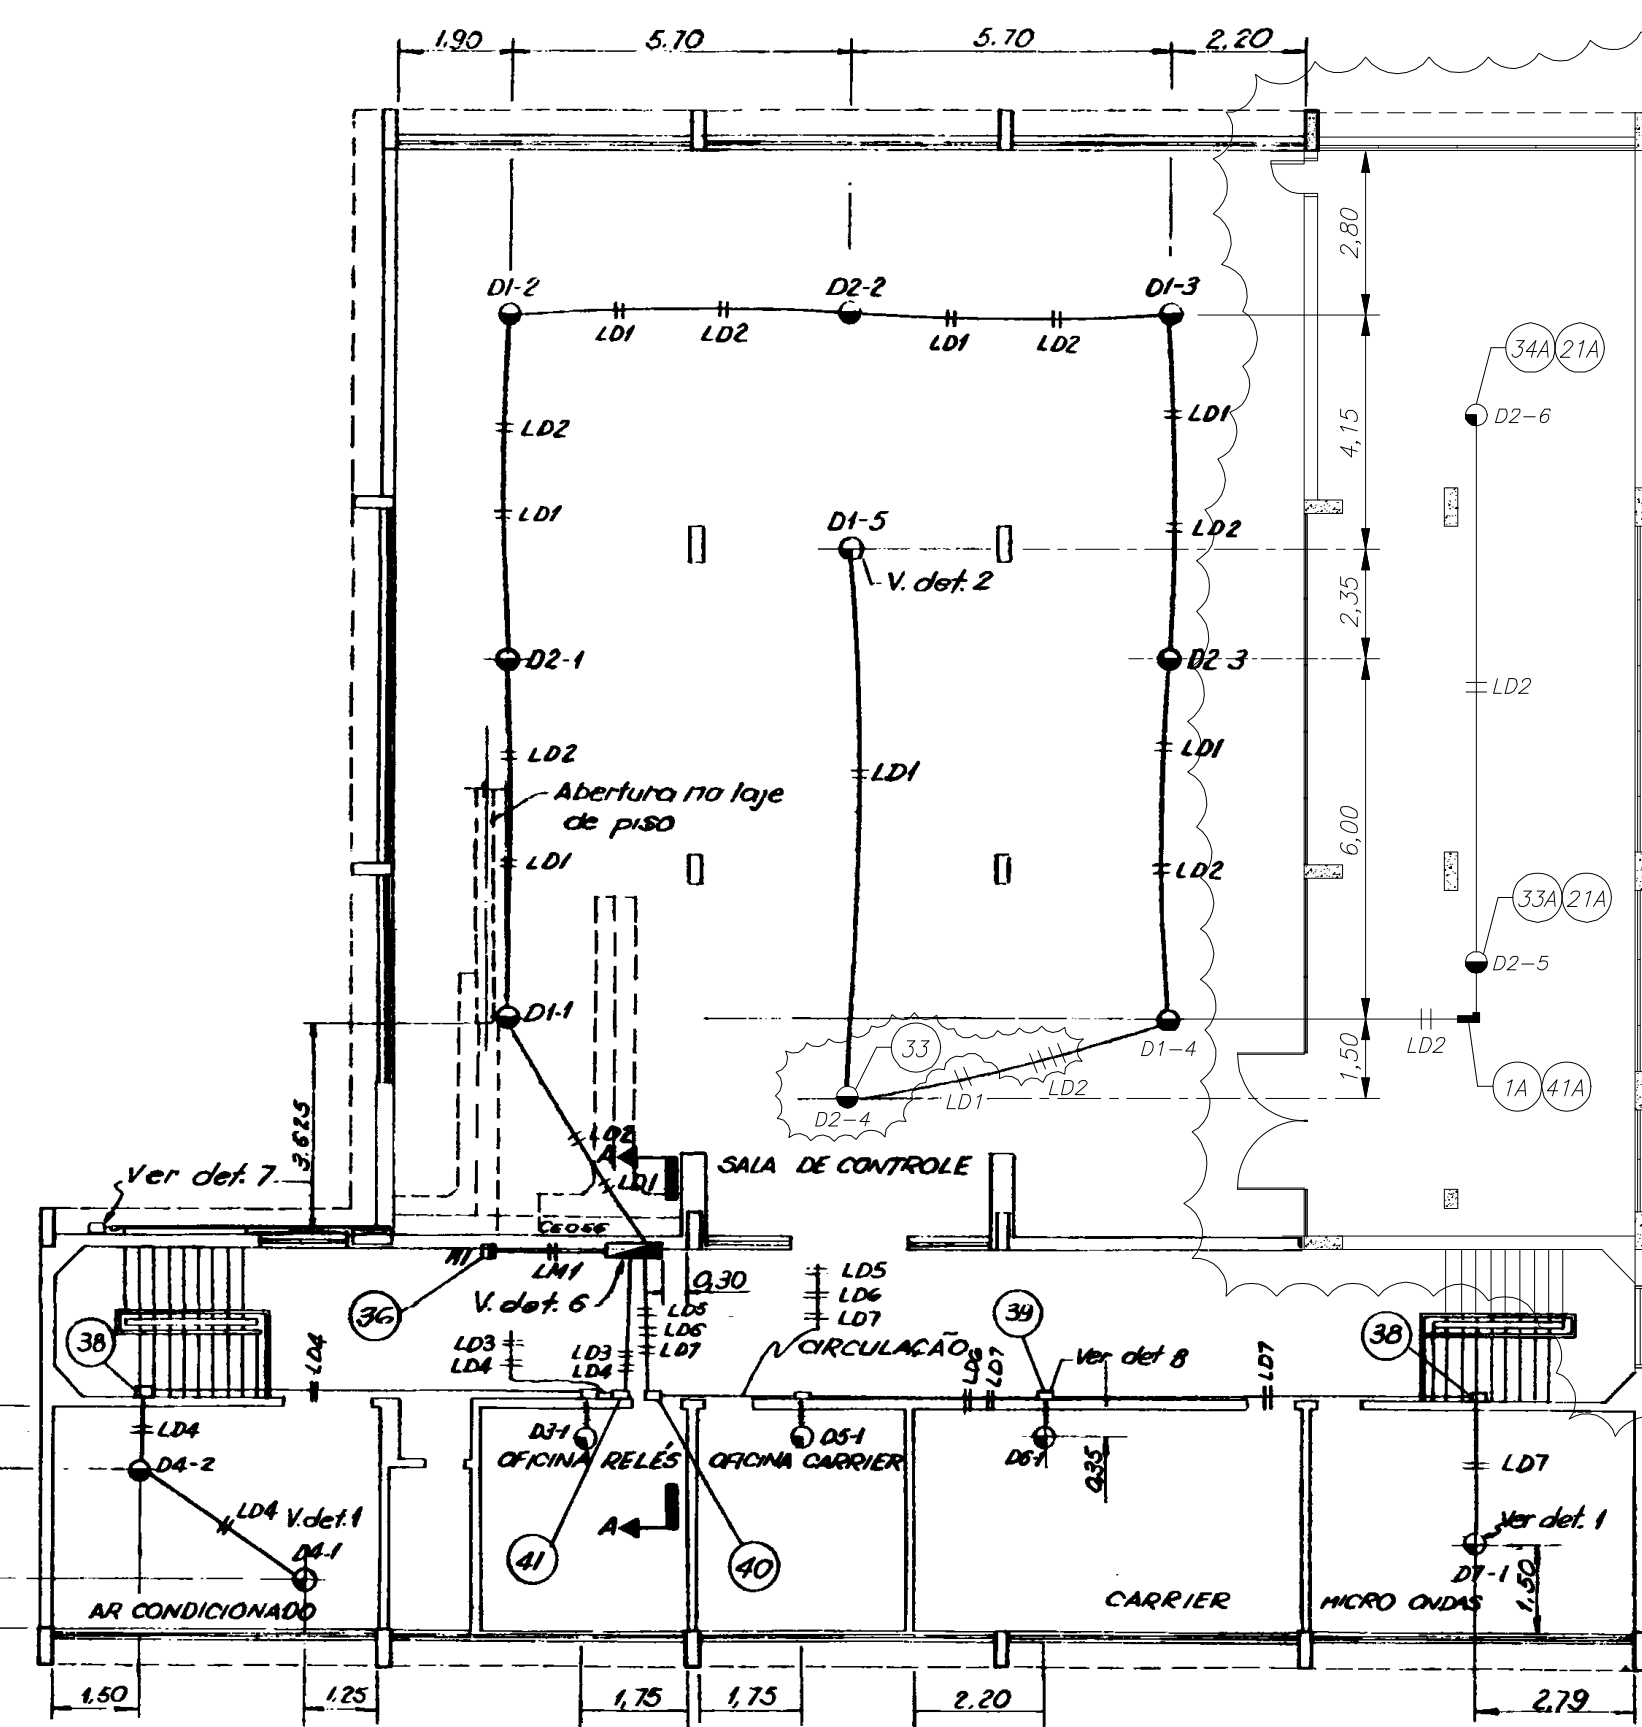 1.90 5.70 5.70 2.20
2,80
D1-2 D2-2 D1-3
LD1 LD2 LD1 LD2
34A 21A
LD2 LD1 4,15 D2-6
LD1 D1-5 LD2
V. det. 2
2,35
D2-1 D2-3
LD2
LD2 LD1
LD1
Abertura na laje
de piso
6,00
LD1 LD2
33A 21A
D2-5
D1-1
33 D1-4 LD2
1,50
LD1 LD2
1A 41A
D2-4
3.625
LD2
A
Ver det. 7 LD1 SALA DE CONTROLE
LM1 0,30 LD5
V. det. 6 LD6
36 LD5 LD7 39
LD6
38 LD4 LD3 LD3 LD7 CIRCULAÇÃO LD6 LD7 Ver det 8 LD7 38
LD4 LD4
LD4 D3-1 D5-1
D4-2 OFICINA RELÉS OFICINA CARRIER D6-1 0,35 LD7
LD4 V. det. 1 A Ver det. 1
D4-1 41 40 D7-1 1,50
AR CONDICIONADO CARRIER MICRO ONDAS
1,50 1,25 1,75 1,75 2.20 2,79